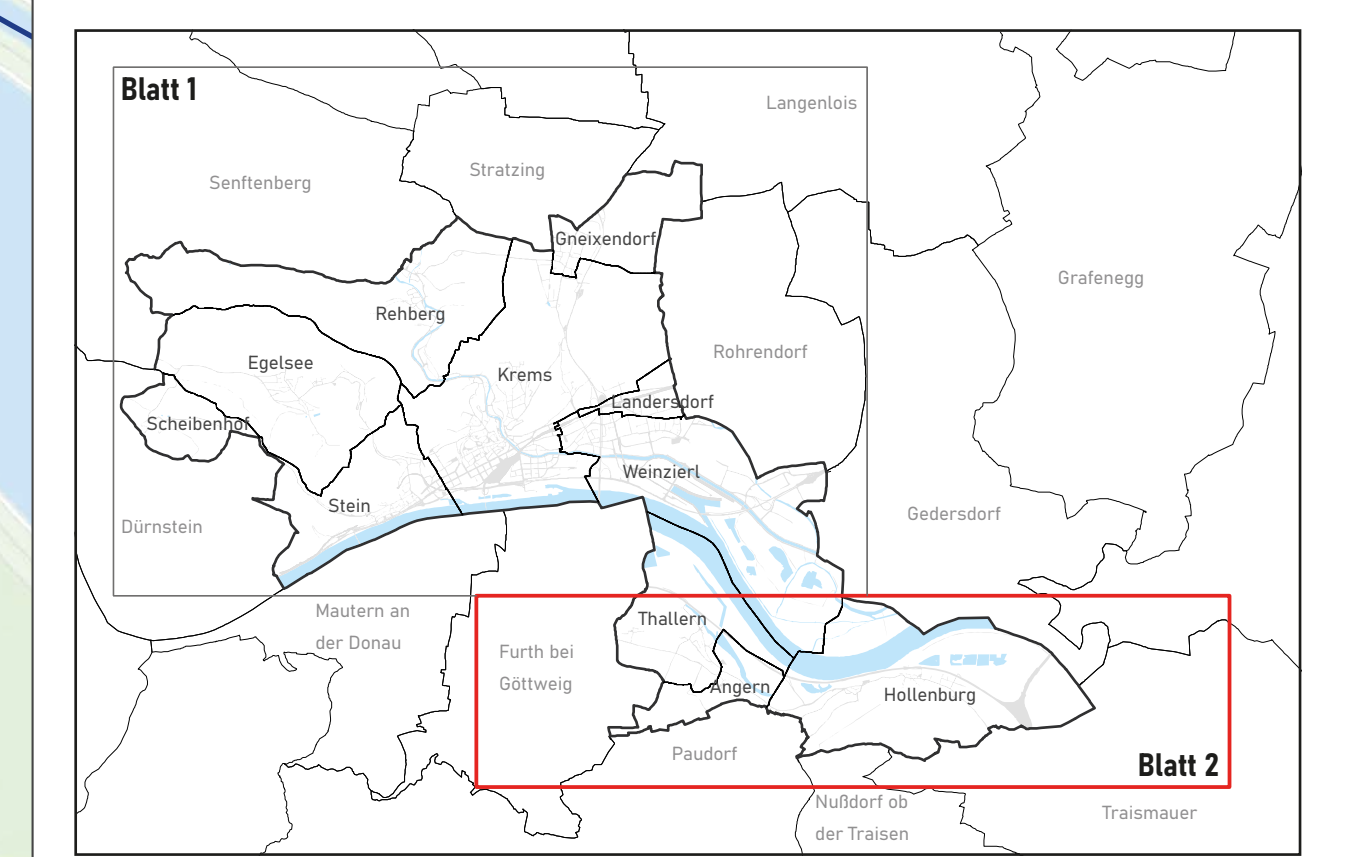 Blatt 1
Langenlois
Stratzing
Senftenberg
Gneixendorf
Grafenegg
Rehberg
Rohrendorf
Egelsee
Krems
Landersdorf
Scheibenhof
Weinzierl
Stein
Gedersdorf
Dürnstein
Mautern an
der Donau
Thallern
Furth bei
Göttweig
Angern
Hollenburg
Paudorf
Blatt 2
Nußdorf ob
der Traisen
Traismauer